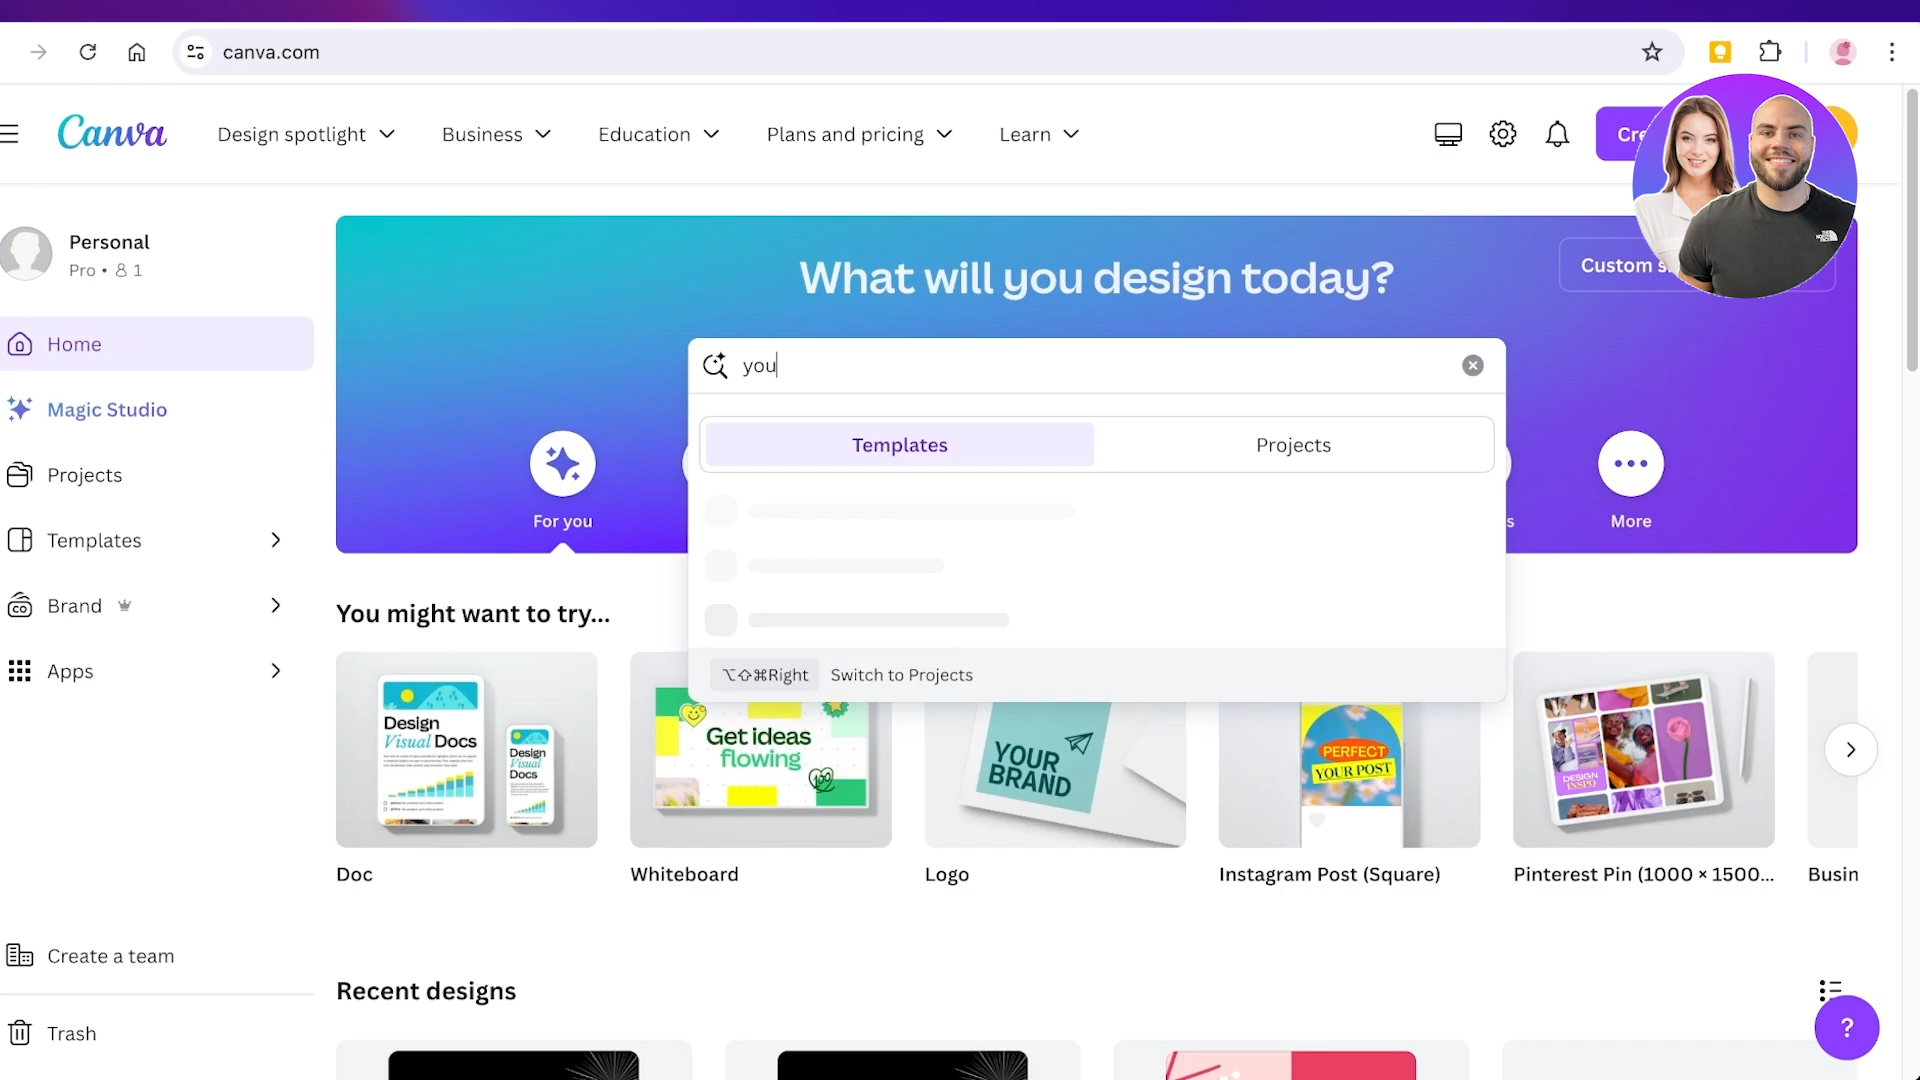 canva.com
Canva
Design spotlight
Business
Education
Plans and pricing
Learn
Personal
Pro • 1
Home
Magic Studio
Projects
Templates
Brand
Apps
Create a team
Trash
What will you design today?
Custom
you
Templates
Projects
⌥⇧⌘Right Switch to Projects
For you
s
More
You might want to try...
Design
Visual Docs
Design
Visual
Docs
Get ideas
flowing
100
YOUR
BRAND
PERFECT
YOUR POST
DESIGN
INSPO
Doc
Whiteboard
Logo
Instagram Post (Square)
Pinterest Pin (1000 × 1500...
Busin
Recent designs
?